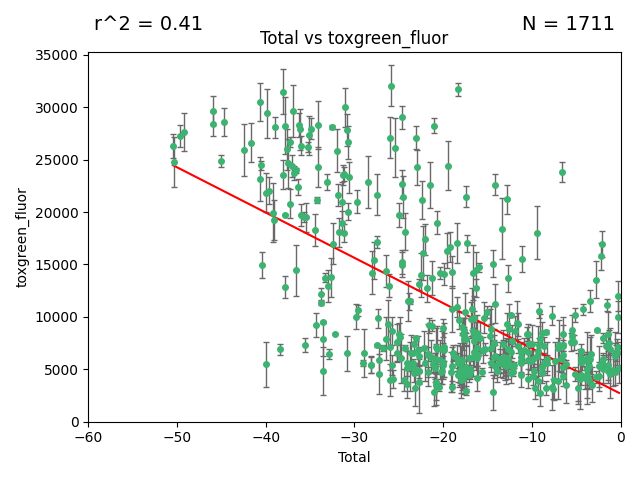 r^2 = 0.41 N = 1711
Total vs toxgreen_fluor
35000
30000
25000
20000
15000
10000
5000
0
toxgreen_fluor
−60 −50 −40 −30 −20 −10 0
Total